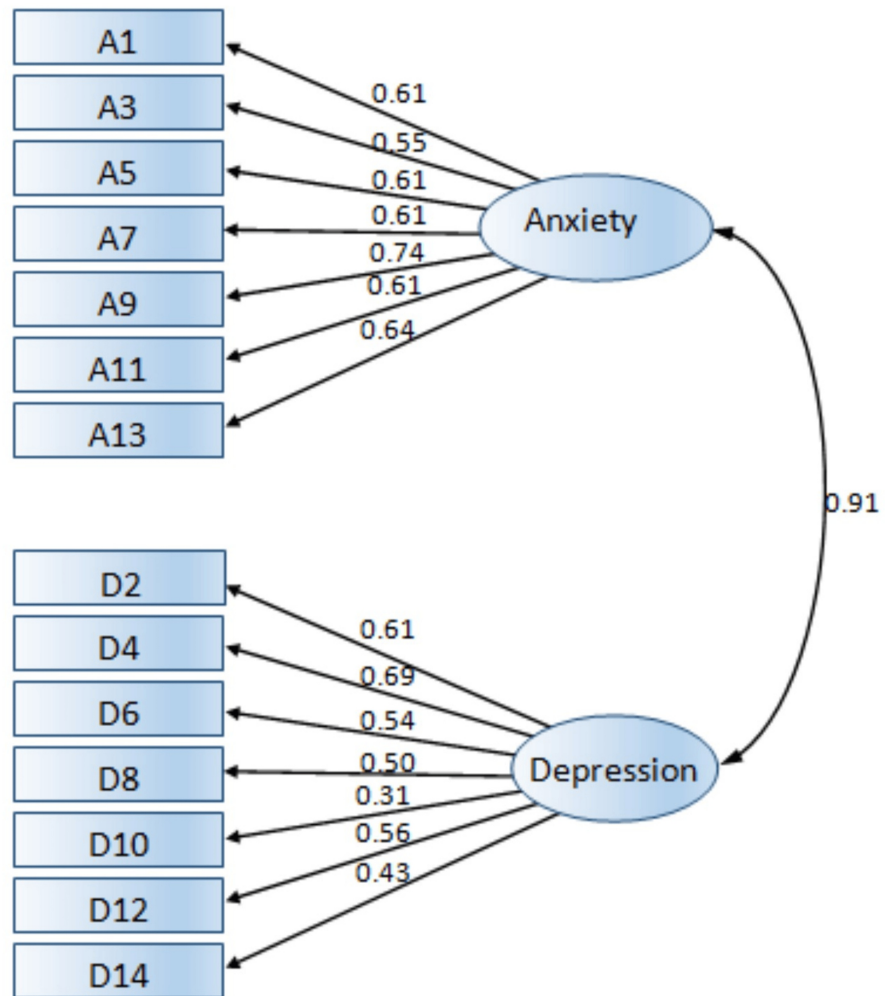 A1
0.61
A3
0.55
A5
0.61
A7
0.61
Anxiety
0.74
A9
0.61
A11
0.64
A13
0.91
D2
0.61
D4
0.69
D6
0.54
D8
0.50
Depression
0.31
D10
0.56
D12
0.43
D14